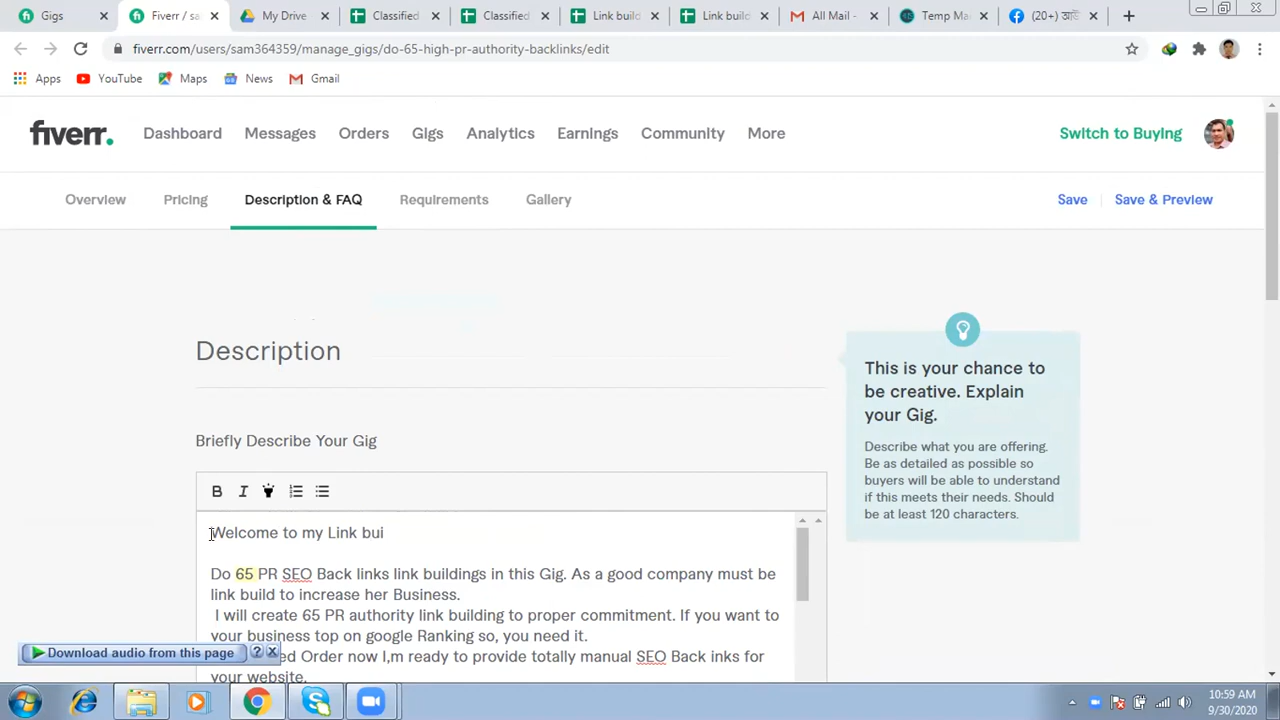 Gigs
Fiverr / sa
My Drive
Classified
Classified
Link build
Link build
All Mail -
Temp Ma
fiverr.com/users/sam364359/manage_gigs/do-65-high-pr-authority-backlinks/edit
Apps
YouTube
Maps
News
Gmail
fiverr.
Dashboard
Messages
Orders
Gigs
Analytics
Earnings
Community
More
Switch to Buying
Overview
Pricing
Description & FAQ
Requirements
Gallery
Save
Save & Preview
Description
This is your chance to
be creative. Explain
your Gig.
Describe what you are offering.
Be as detailed as possible so
buyers will be able to understand
if this meets their needs. Should
be at least 120 characters.
Briefly Describe Your Gig
B I
Welcome to my Link bui
Do 65 PR SEO Back links link buildings in this Gig. As a good company must be
link build to increase her Business.
I will create 65 PR authority link building to proper commitment. If you want to
your business top on google Ranking so, you need it.
ed Order now I,m ready to provide totally manual SEO Back inks for
your website.
Download audio from this page
10:59 AM
9/30/2020